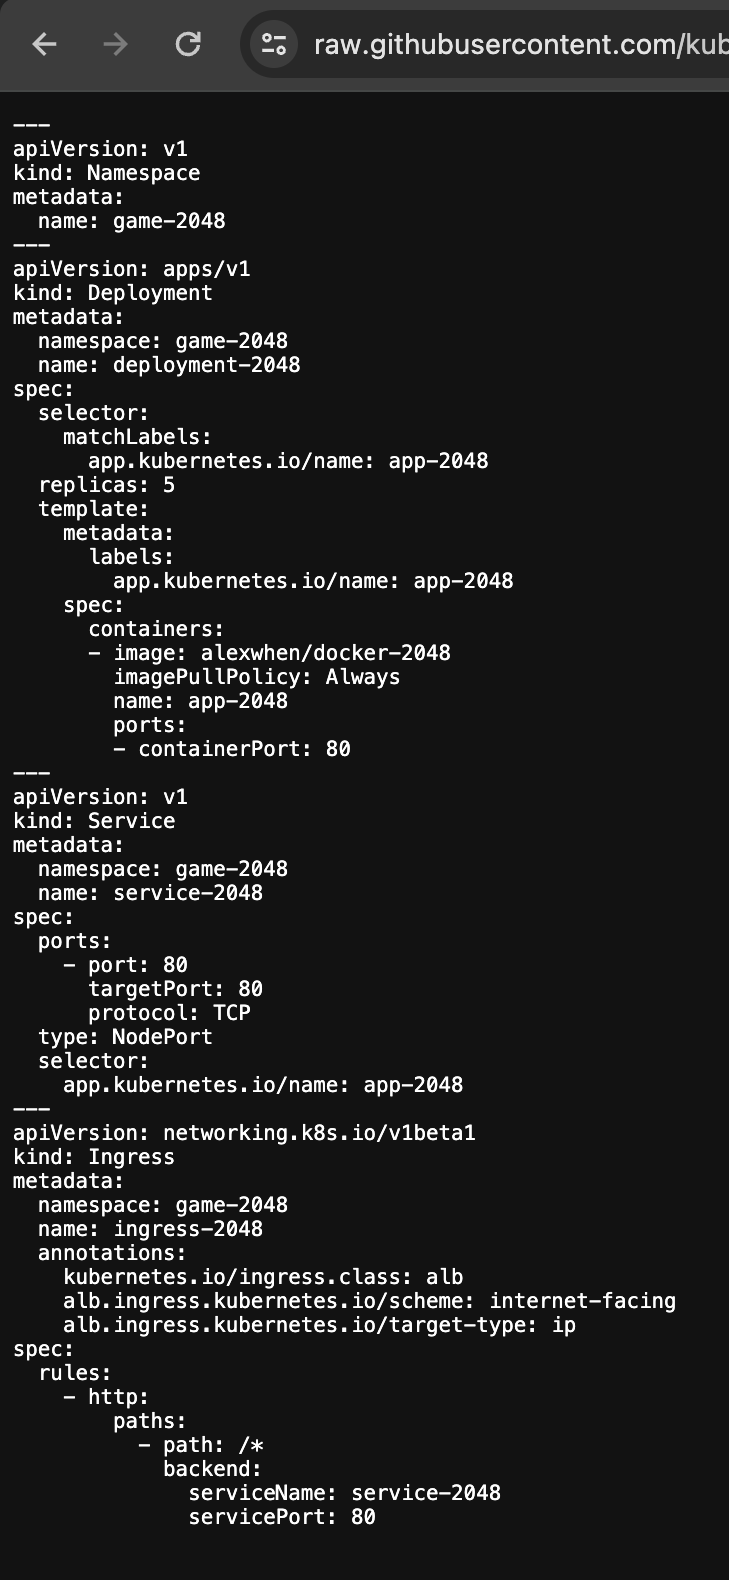 raw.githubusercontent.com/kub
---
apiVersion: v1
kind: Namespace
metadata:
  name: game-2048
---
apiVersion: apps/v1
kind: Deployment
metadata:
  namespace: game-2048
  name: deployment-2048
spec:
  selector:
    matchLabels:
      app.kubernetes.io/name: app-2048
  replicas: 5
  template:
    metadata:
      labels:
        app.kubernetes.io/name: app-2048
    spec:
      containers:
      - image: alexwhen/docker-2048
        imagePullPolicy: Always
        name: app-2048
        ports:
        - containerPort: 80
---
apiVersion: v1
kind: Service
metadata:
  namespace: game-2048
  name: service-2048
spec:
  ports:
    - port: 80
      targetPort: 80
      protocol: TCP
  type: NodePort
  selector:
    app.kubernetes.io/name: app-2048
---
apiVersion: networking.k8s.io/v1beta1
kind: Ingress
metadata:
  namespace: game-2048
  name: ingress-2048
  annotations:
    kubernetes.io/ingress.class: alb
    alb.ingress.kubernetes.io/scheme: internet-facing
    alb.ingress.kubernetes.io/target-type: ip
spec:
  rules:
    - http:
        paths:
          - path: /*
            backend:
              serviceName: service-2048
              servicePort: 80